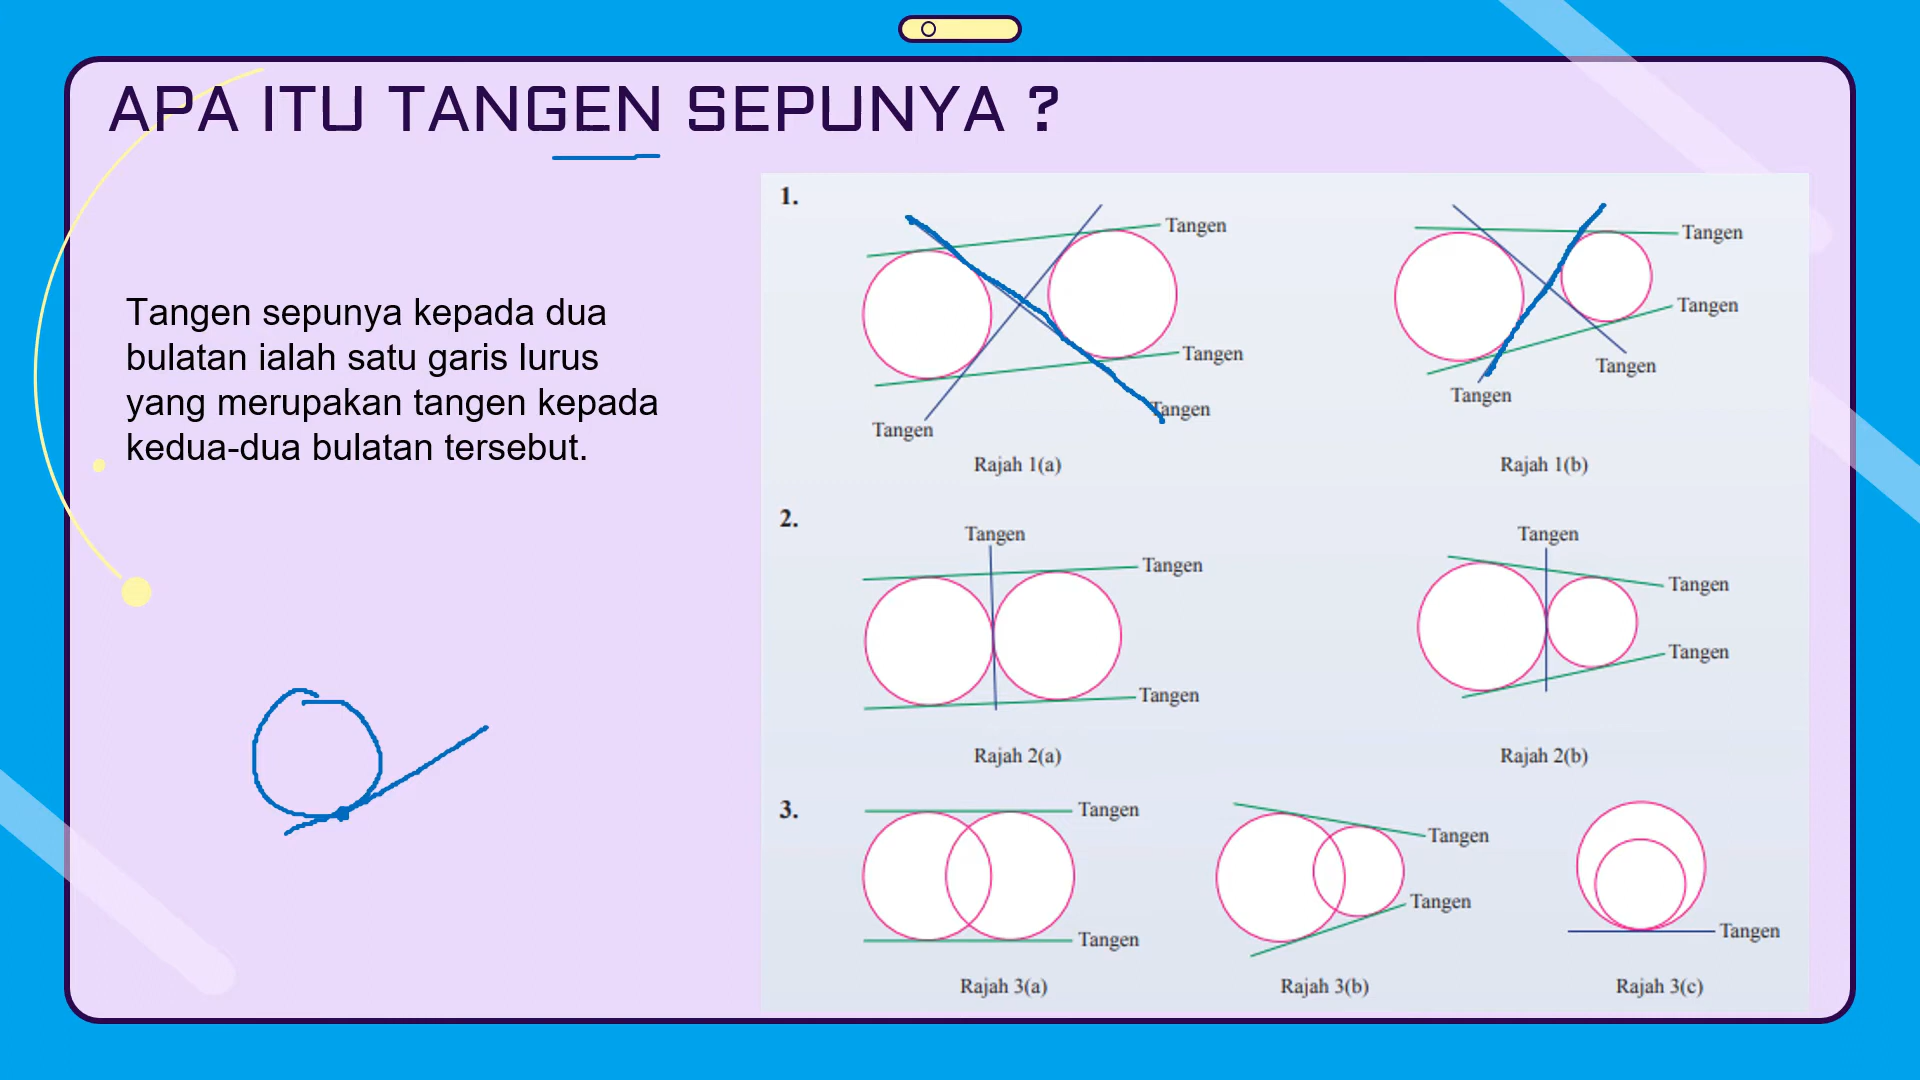 APA ITU TANGEN SEPUNYA ?
Tangen sepunya kepada dua
bulatan ialah satu garis lurus
yang merupakan tangen kepada
kedua-dua bulatan tersebut.
1.
Tangen
Tangen
Tangen
Tangen
Rajah 1(a)
Tangen
Tangen
Tangen
Tangen
Rajah 1(b)
2.
Tangen
Tangen
Tangen
Rajah 2(a)
Tangen
Tangen
Tangen
Rajah 2(b)
3.
Tangen
Tangen
Rajah 3(a)
Tangen
Tangen
Rajah 3(b)
Tangen
Rajah 3(c)